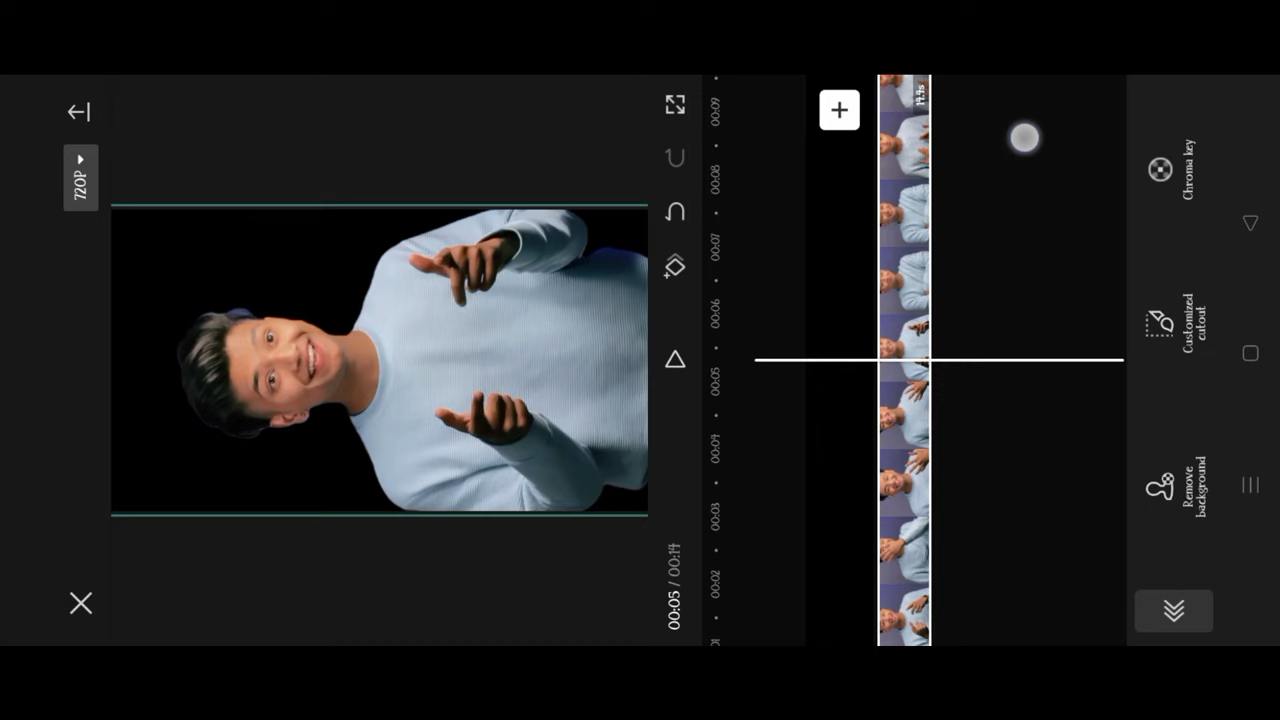 720P
00:05 / 00:14
00:02
00:03
00:04
00:05
00:06
00:07
00:08
00:09
14.4s
Remove
background
Customized
cutout
Chroma key